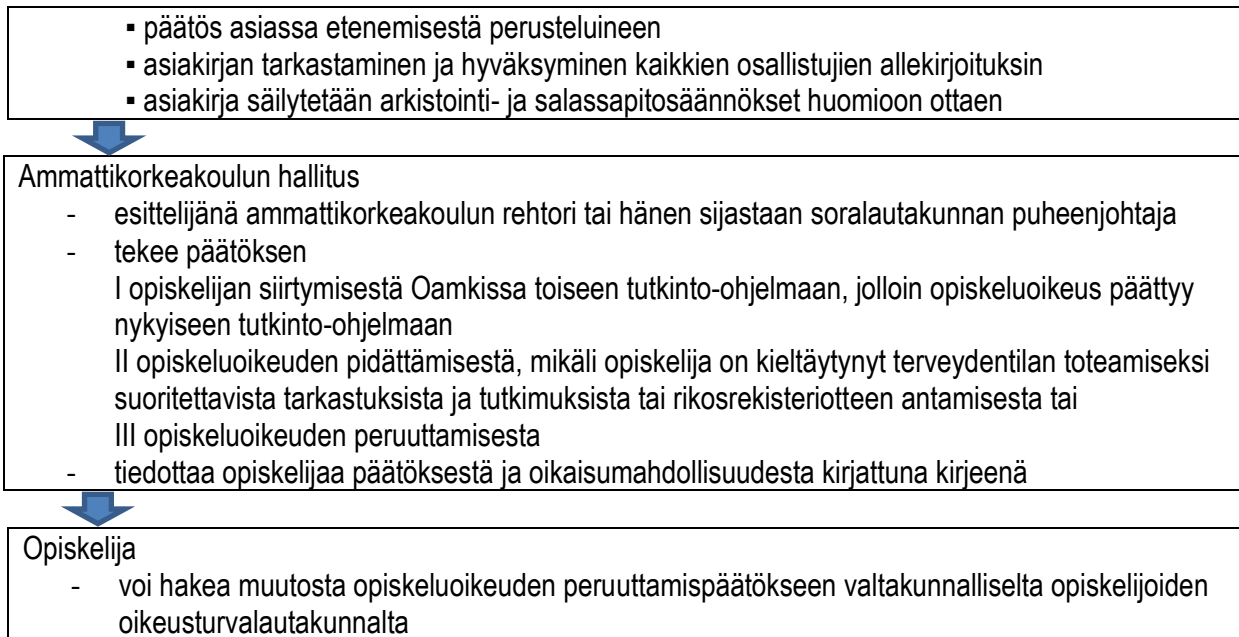 ▪ päätös asiassa etenemisestä perusteluineen
▪ asiakirjan tarkastaminen ja hyväksyminen kaikkien osallistujien allekirjoituksin
▪ asiakirja säilytetään arkistointi- ja salassapitosäännökset huomioon ottaen
Ammattikorkeakoulun hallitus
- esittelijänä ammattikorkeakoulun rehtori tai hänen sijastaan soralautakunnan puheenjohtaja
- tekee päätöksen
I opiskelijan siirtymisestä Oamkissa toiseen tutkinto-ohjelmaan, jolloin opiskeluoikeus päättyy
nykyiseen tutkinto-ohjelmaan
II opiskeluoikeuden pidättämisestä, mikäli opiskelija on kieltäytynyt terveydentilan toteamiseksi
suoritettavista tarkastuksista ja tutkimuksista tai rikosrekisteriotteen antamisesta tai
III opiskeluoikeuden peruuttamisesta
- tiedottaa opiskelijaa päätöksestä ja oikaisumahdollisuudesta kirjattuna kirjeenä
Opiskelija
- voi hakea muutosta opiskeluoikeuden peruuttamispäätökseen valtakunnalliselta opiskelijoiden
oikeusturvalautakunnalta